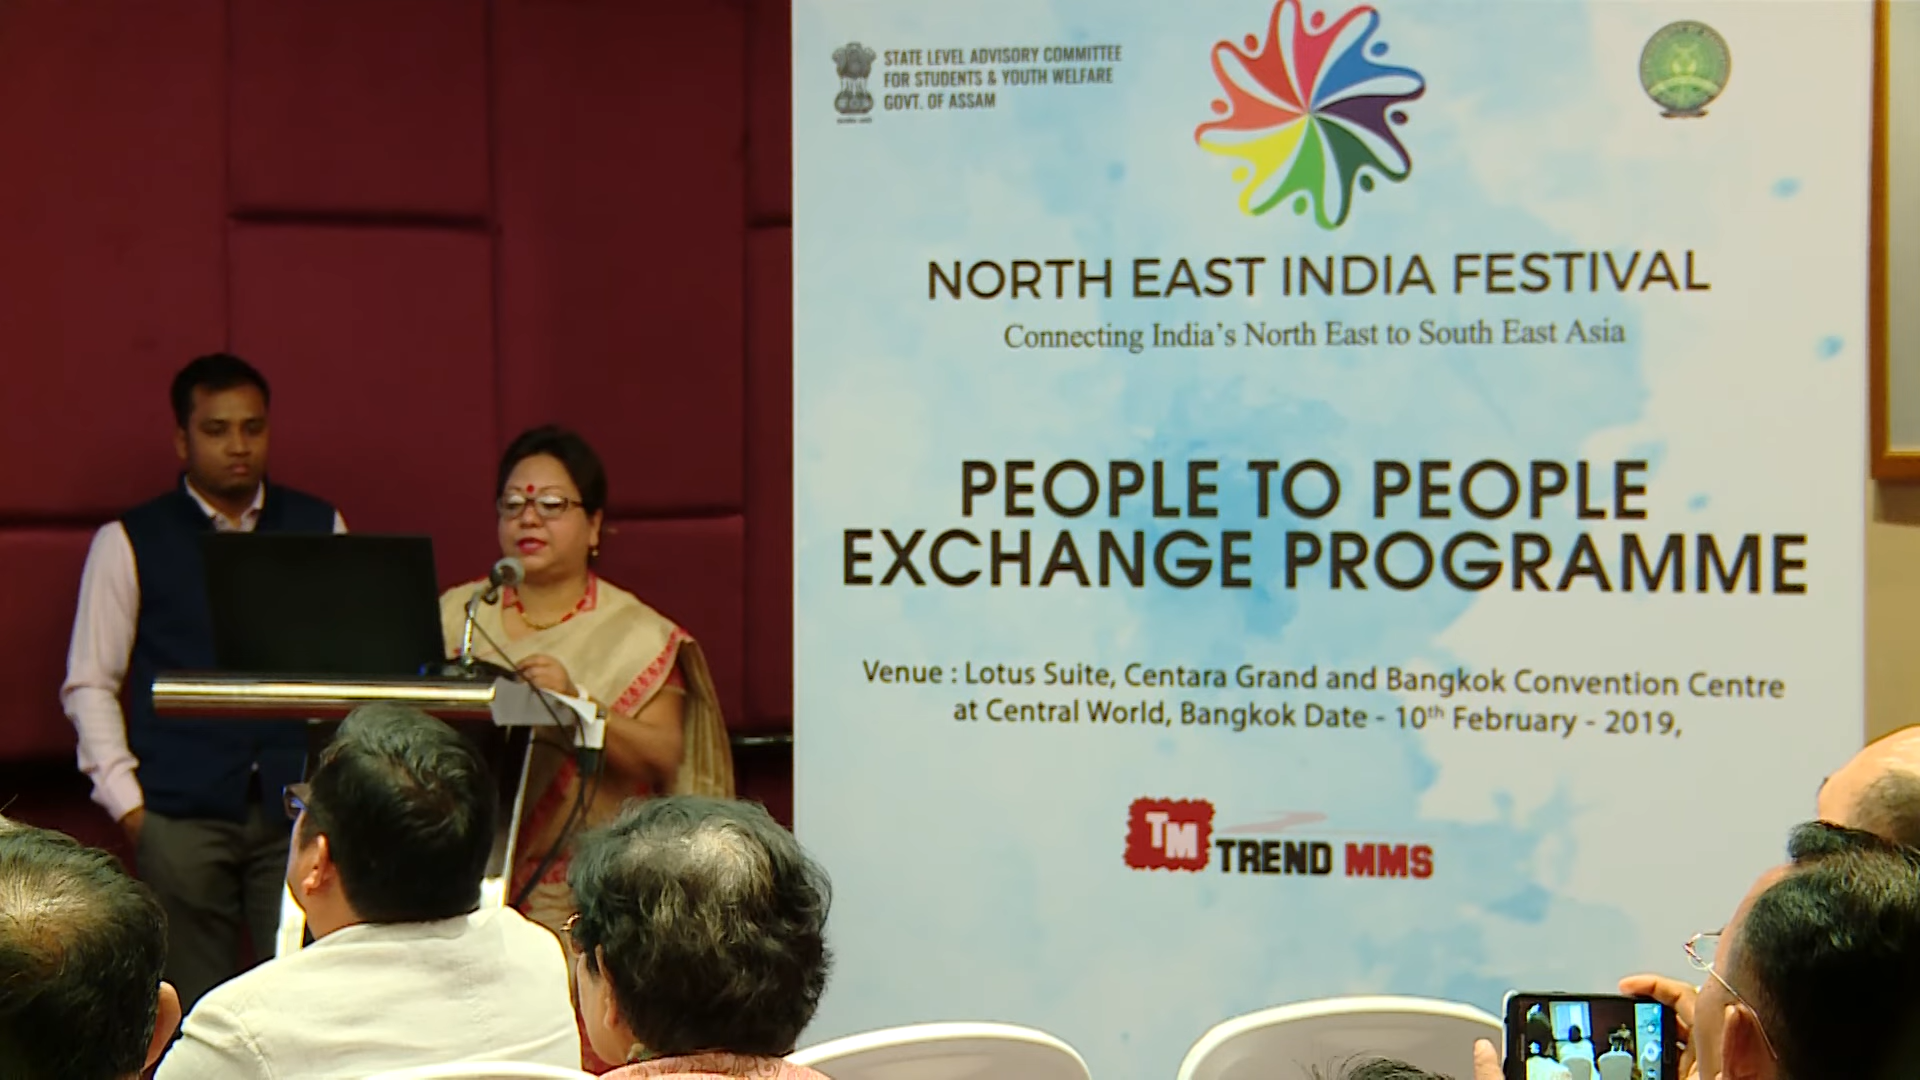 STATE LEVEL ADVISORY COMMITTEE
FOR STUDENTS & YOUTH WELFARE
GOVT. OF ASSAM
NORTH EAST INDIA FESTIVAL
Connecting India's North East to South East Asia
PEOPLE TO PEOPLE
EXCHANGE PROGRAMME
Venue : Lotus Suite, Centara Grand and Bangkok Convention Centre
at Central World, Bangkok Date - 10th February - 2019,
TM TREND MMS